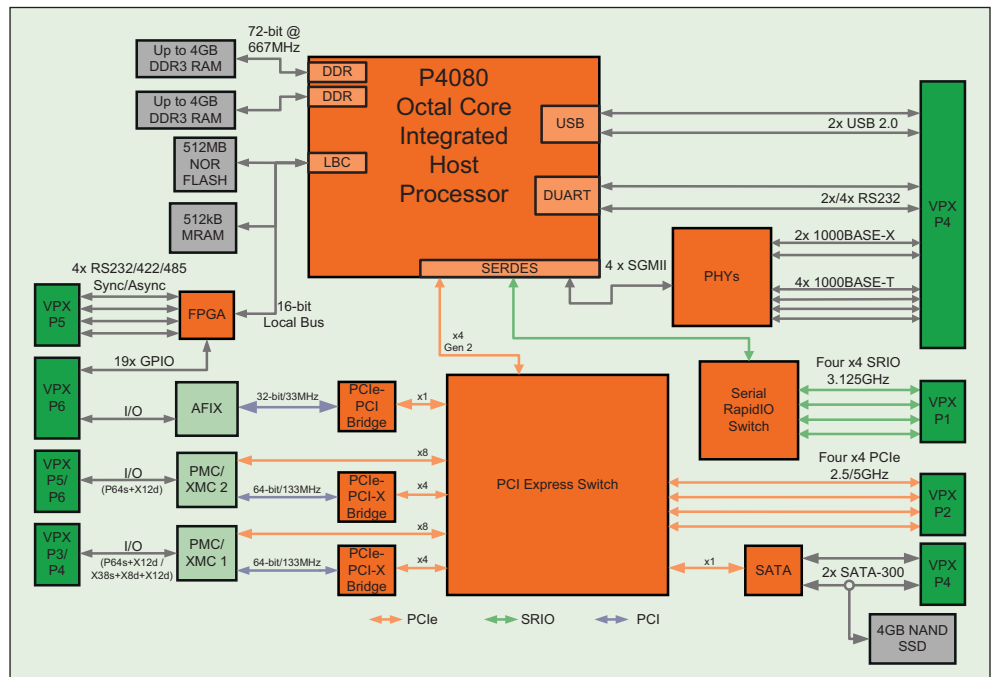 72-bit @
667MHz
Up to 4GB
DDR3 RAM
DDR
P4080
Octal Core
Integrated
Host
Processor
DDR
Up to 4GB
DDR3 RAM
USB
2x USB 2.0
512MB
NOR
FLASH
LBC
DUART
2x/4x RS232
VPX
P4
512kB
MRAM
2x 1000BASE-X
SERDES
4 x SGMII
PHYs
4x 1000BASE-T
4x RS232/422/485
Sync/Async
VPX
P5
FPGA
16-bit
Local Bus
x4
Gen 2
19x GPIO
VPX
P6
I/O
AFIX
32-bit/33MHz
PCIe-
PCI
Bridge
x1
Serial
RapidIO
Switch
Four x4 SRIO
3.125GHz
VPX
P1
VPX
P5/
P6
I/O
(P64s+X12d)
PMC/
XMC 2
x8
64-bit/133MHz
PCIe-
PCI-X
Bridge
x4
PCI Express Switch
Four x4 PCIe
2.5/5GHz
VPX
P2
VPX
P3/
P4
I/O
(P64s+X12d /
X38s+X8d+X12d)
PMC/
XMC 1
x8
64-bit/133MHz
PCIe-
PCI-X
Bridge
x4
x1
SATA
2x SATA-300
VPX
P4
4GB NAND
SSD
PCIe
SRIO
PCI